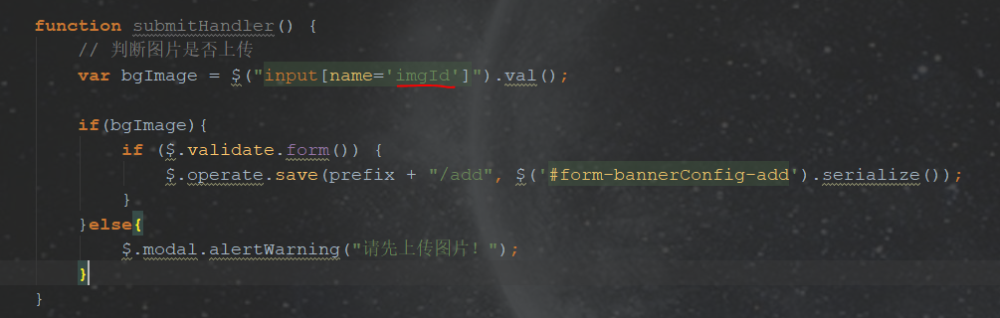 function submitHandler() {
// 判断图片是否上传
var bgImage = $("input[name='imgId']").val();
if(bgImage){
if ($.validate.form()) {
$.operate.save(prefix + "/add", $('#form-bannerConfig-add').serialize());
}
}else{
$.modal.alertWarning("请先上传图片！");
}
}